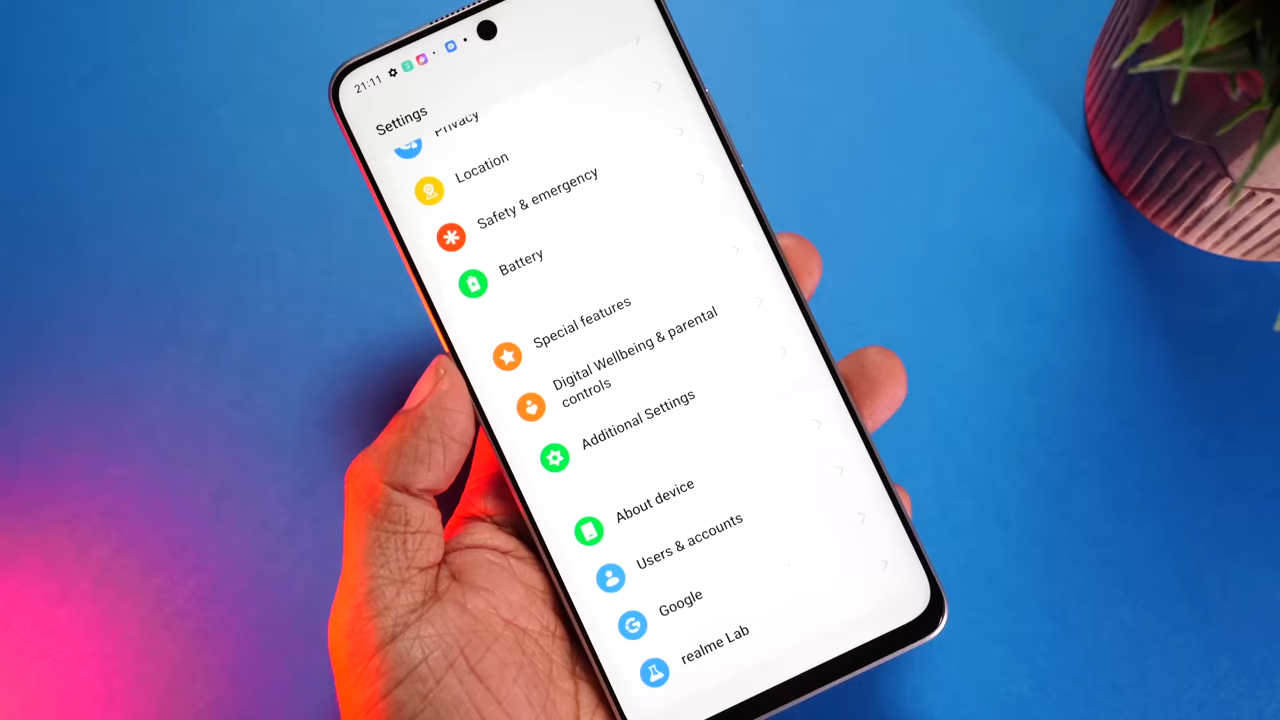 21:11
Settings
Privacy
Location
Safety & emergency
Battery
Special features
Digital Wellbeing & parental
controls
Additional Settings
About device
Users & accounts
Google
realme Lab